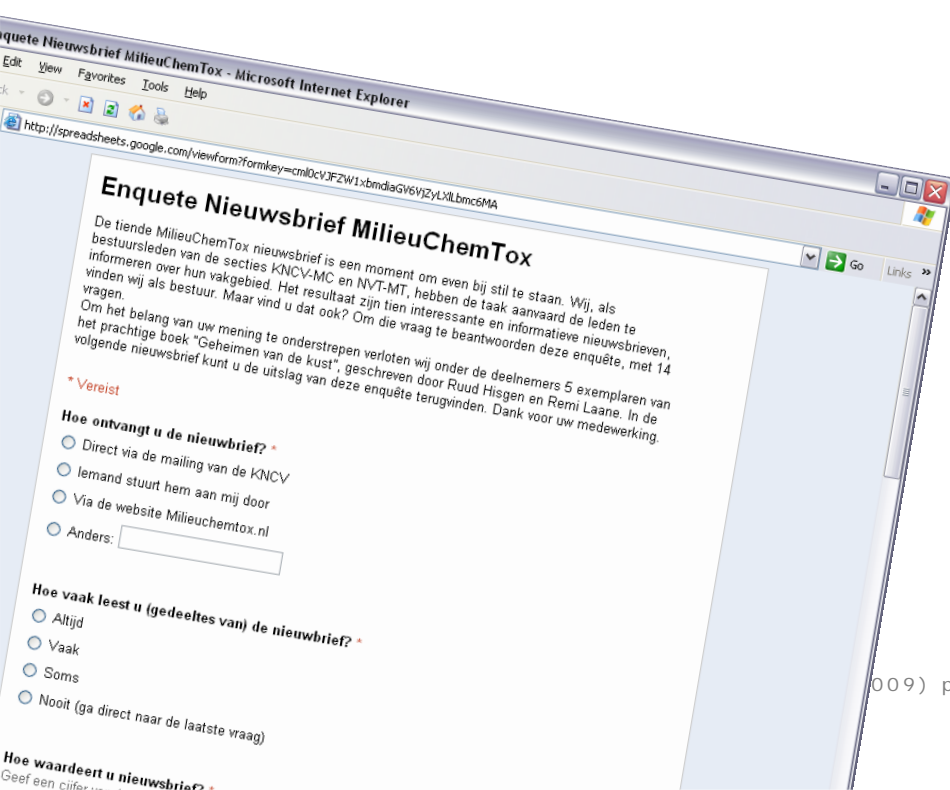 nquete Nieuwsbrief MilieuChemTox - Microsoft Internet Explorer
Edit View Favorites Tools Help
ck
http://spreadsheets.google.com/viewform?formkey=
Go Links »
Enquete Nieuwsbrief MilieuChemTox
De tiende MilieuChemTox nieuwsbrief is een moment om even bij stil te staan. Wij, als
bestuursleden van de secties KNCV-MC en NVT-MT, hebben de taak aanvaard de leden te
informeren over hun vakgebied. Het resultaat zijn tien interessante en informatieve nieuwsbrieven,
vinden wij als bestuur. Maar vind u dat ook? Om die vraag te beantwoorden deze enquête, met 14
vragen.
Om het belang van uw mening te onderstrepen verloten wij onder de deelnemers 5 exemplaren van
het prachtige boek "Geheimen van de kust", geschreven door Ruud Hisgen en Remi Laane. In de
volgende nieuwsbrief kunt u de uitslag van deze enquête terugvinden. Dank voor uw medewerking.
* Vereist
Hoe ontvangt u de nieuwbrief? *
Direct via de mailing van de KNCV
Iemand stuurt hem aan mij door
Via de website Milieuchemtox.nl
Anders:
Hoe vaak leest u (gedeeltes van) de nieuwbrief? *
Altijd
Vaak
Soms
Nooit (ga direct naar de laatste vraag)
009) p
Hoe waardeert u nieuwsbrief? *
Geef een cijfer